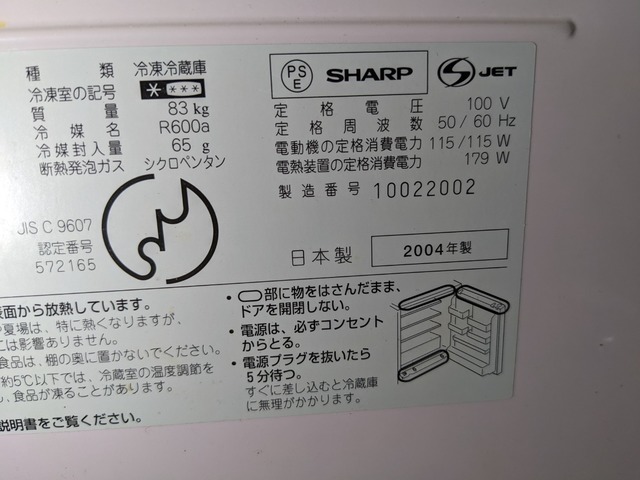 種類 冷凍冷蔵庫
冷凍室の記号 ****
質量 83 kg
冷媒名 R600a
冷媒封入量 65 g
断熱発泡ガス シクロペンタン
PSE SHARP S JET
定格電圧 100 V
定格周波数 50/60 Hz
電動機の定格消費電力 115/115 W
電熱装置の定格消費電力 179 W
製造番号 10022002
JIS C 9607
認定番号
572165
日本製 2004年製
面から放熱しています。
夏場は、特に熱くなりますが、
は影響ありません。
食品は、棚の奥に置かないでください。
約5℃以下では、冷蔵室の温度調節を
、食品が凍ることがあります。
説明書をご覧ください。
・部に物をはさんだまま、
ドアを開閉しない。
・電源は、必ずコンセント
からとる。
・電源プラグを抜いたら
5分待つ。
すぐに差し込むと冷蔵庫
に無理がかかります。